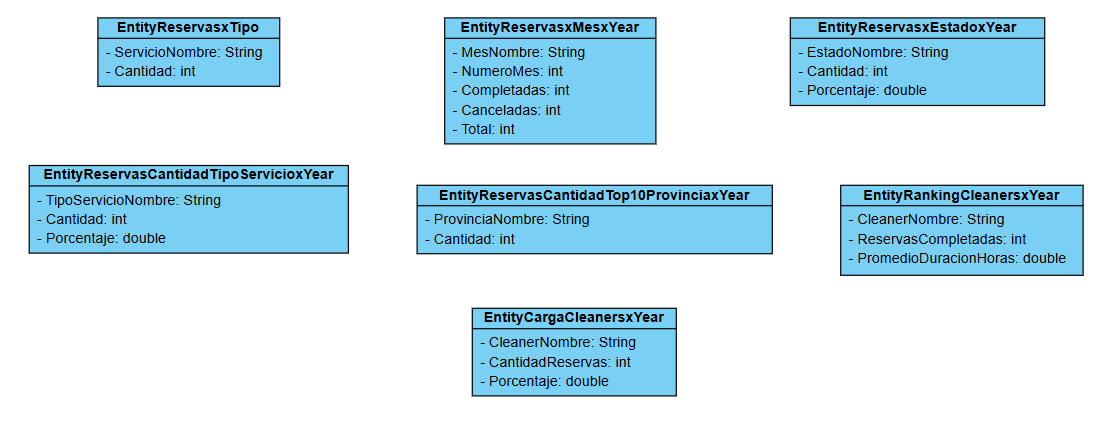 EntityReservasxTipo
- ServicioNombre: String
- Cantidad: int
EntityReservasxMesxYear
- MesNombre: String
- NumeroMes: int
- Completadas: int
- Canceladas: int
- Total: int
EntityReservasxEstadoxYear
- EstadoNombre: String
- Cantidad: int
- Porcentaje: double
EntityReservasCantidadTipoServicioxYear
- TipoServicioNombre: String
- Cantidad: int
- Porcentaje: double
EntityReservasCantidadTop10ProvinciaxYear
- ProvinciaNombre: String
- Cantidad: int
EntityRankingCleanersxYear
- CleanerNombre: String
- ReservasCompletadas: int
- PromedioDuracionHoras: double
EntityCargaCleanersxYear
- CleanerNombre: String
- CantidadReservas: int
- Porcentaje: double